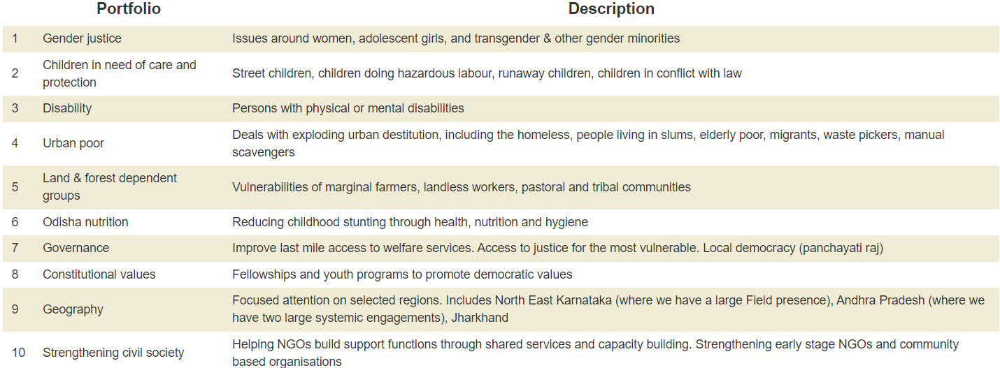 Portfolio Description
1 Gender justice Issues around women, adolescent girls, and transgender & other gender minorities
2 Children in need of care and protection Street children, children doing hazardous labour, runaway children, children in conflict with law
3 Disability Persons with physical or mental disabilities
4 Urban poor Deals with exploding urban destitution, including the homeless, people living in slums, elderly poor, migrants, waste pickers, manual scavengers
5 Land & forest dependent groups Vulnerabilities of marginal farmers, landless workers, pastoral and tribal communities
6 Odisha nutrition Reducing childhood stunting through health, nutrition and hygiene
7 Governance Improve last mile access to welfare services. Access to justice for the most vulnerable. Local democracy (panchayati raj)
8 Constitutional values Fellowships and youth programs to promote democratic values
9 Geography Focused attention on selected regions. Includes North East Karnataka (where we have a large Field presence), Andhra Pradesh (where we have two large systemic engagements), Jharkhand
10 Strengthening civil society Helping NGOs build support functions through shared services and capacity building. Strengthening early stage NGOs and community based organisations